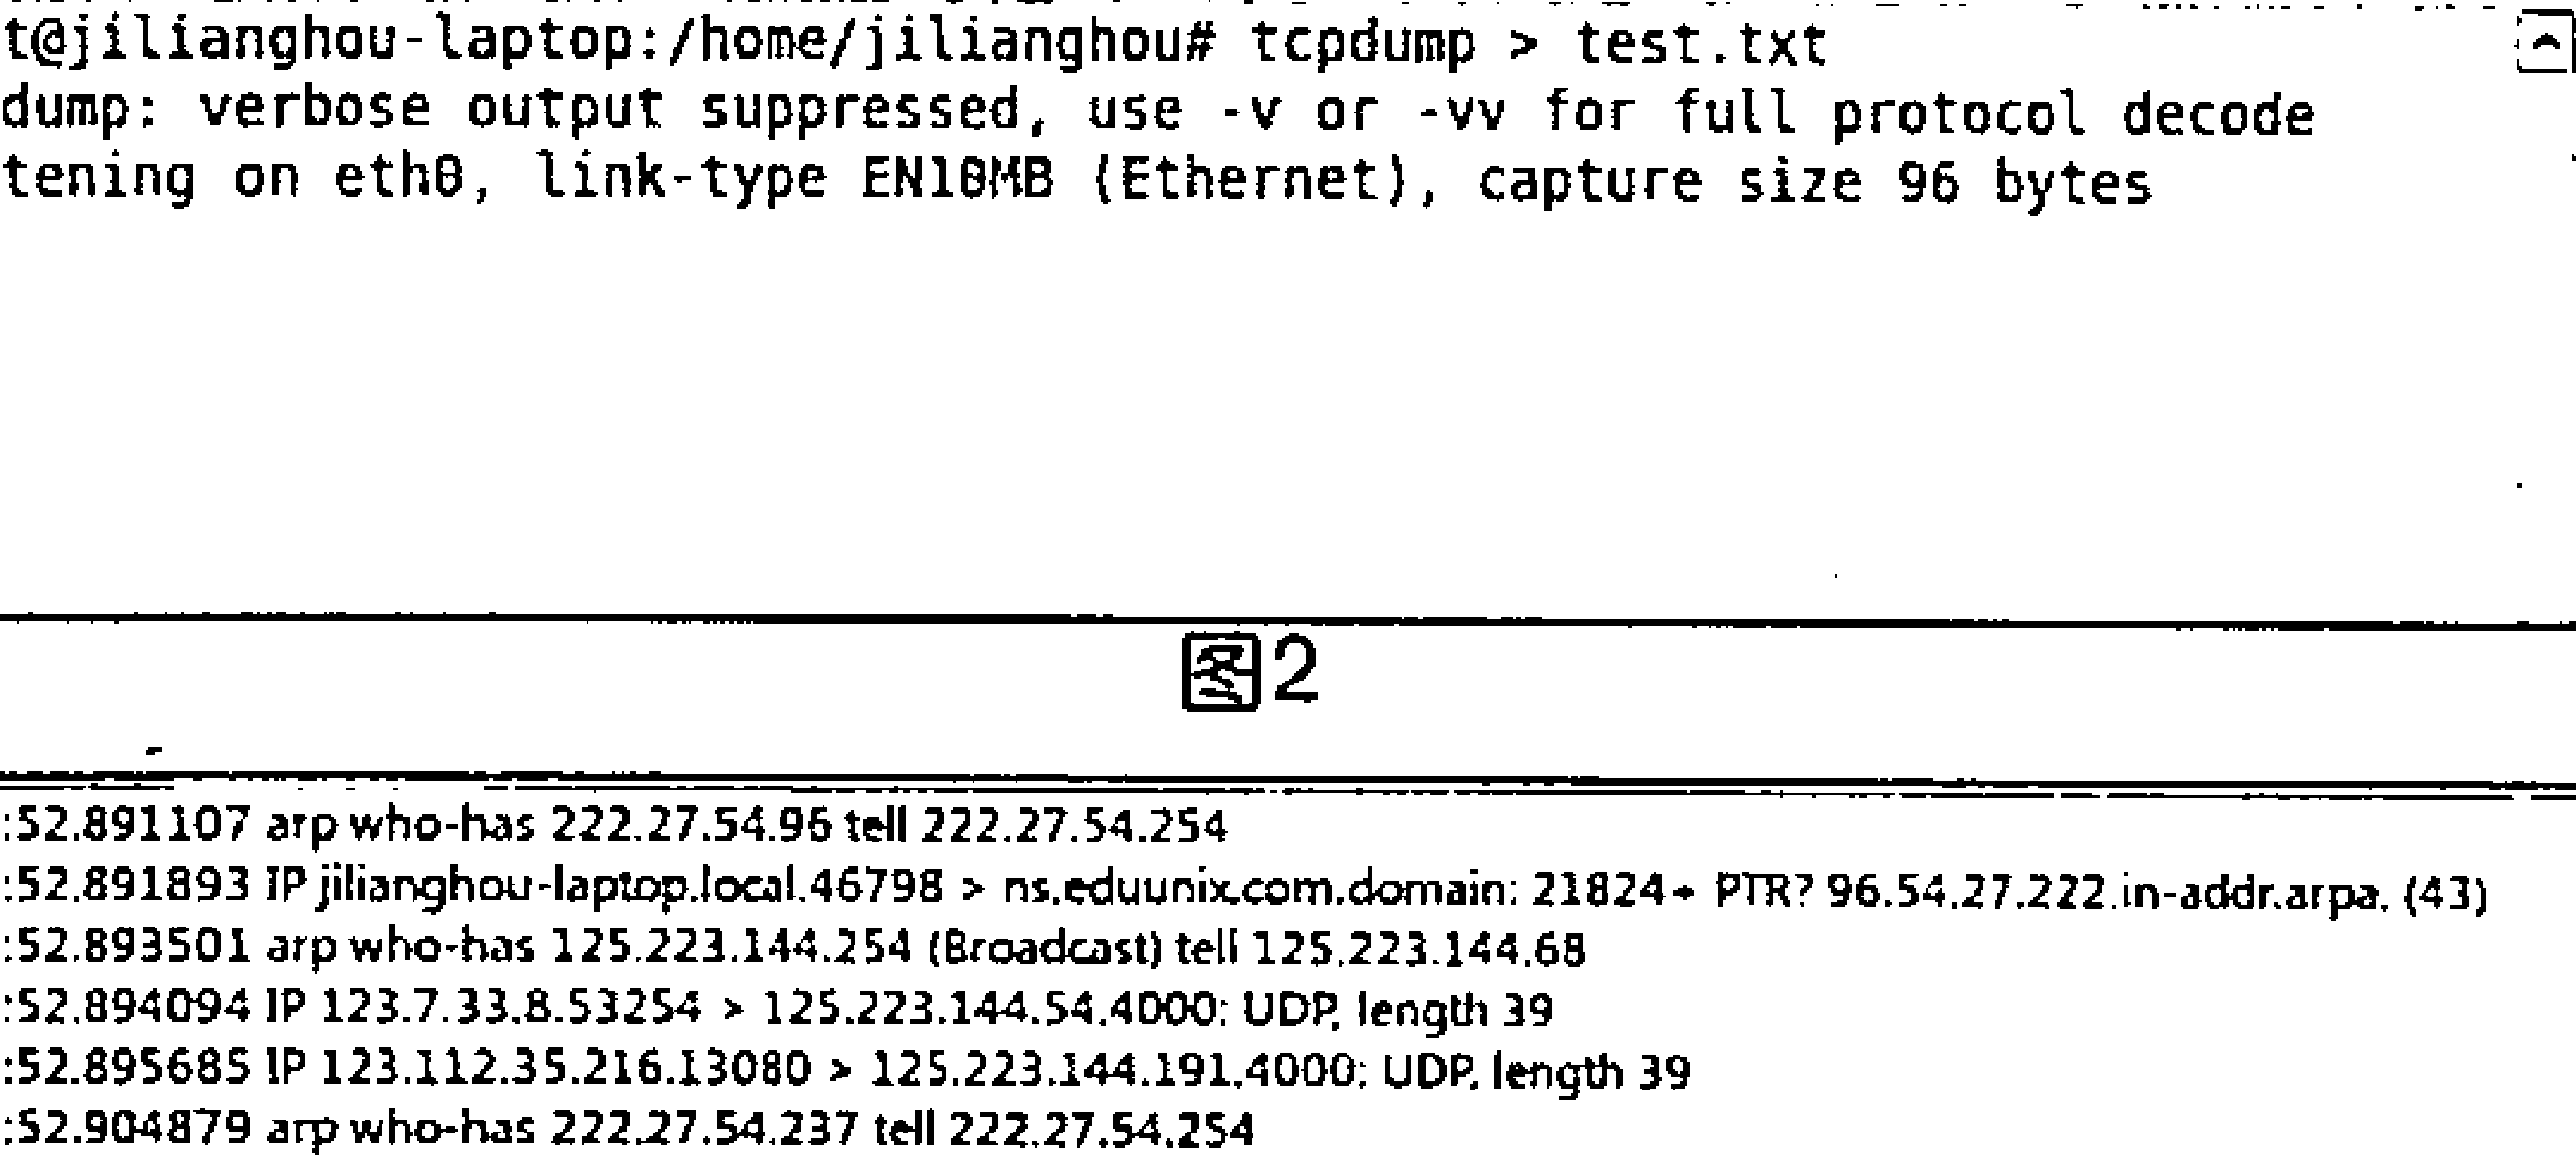 t@jilianghou-laptop:/home/jilianghou# tcpdump > test.txt
dump: verbose output suppressed, use -v or -vv for full protocol decode
tening on eth0, link-type EN10MB (Ethernet), capture size 96 bytes
图2
:52.891107 arp who-has 222.27.54.96 tell 222.27.54.254
:52.891893 IP jilianghou-laptop.local.46798 > ns.eduunix.com.domain: 21824+ PTR? 96.54.27.222.in-addr.arpa. (43)
:52.893501 arp who-has 125.223.144.254 (Broadcast) tell 125.223.144.68
:52.894094 IP 123.7.33.8.53254 > 125.223.144.54.4000: UDP, length 39
:52.895685 IP 123.112.35.216.13080 > 125.223.144.191.4000: UDP, length 39
:52.904879 arp who-has 222.27.54.237 tell 222.27.54.254